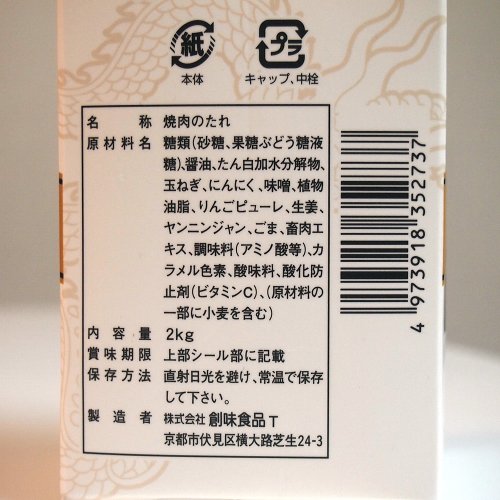 紙
プラ
本体
キャップ、中栓
名称 焼肉のたれ
原材料名 糖類(砂糖、果糖ぶどう糖液
糖)、醤油、たん白加水分解物、
玉ねぎ、にんにく、味噌、植物
油脂、りんごピューレ、生姜、
ヤンニンジャン、ごま、畜肉エ
キス、調味料(アミノ酸等)、カ
ラメル色素、酸味料、酸化防
止剤(ビタミンC)、(原材料の
一部に小麦を含む)
内容量 2kg
賞味期限 上部シール部に記載
保存方法 直射日光を避け、常温で保存
して下さい。
製造者 株式会社 創味食品 T
京都市伏見区横大路芝生24-3
4973918352737